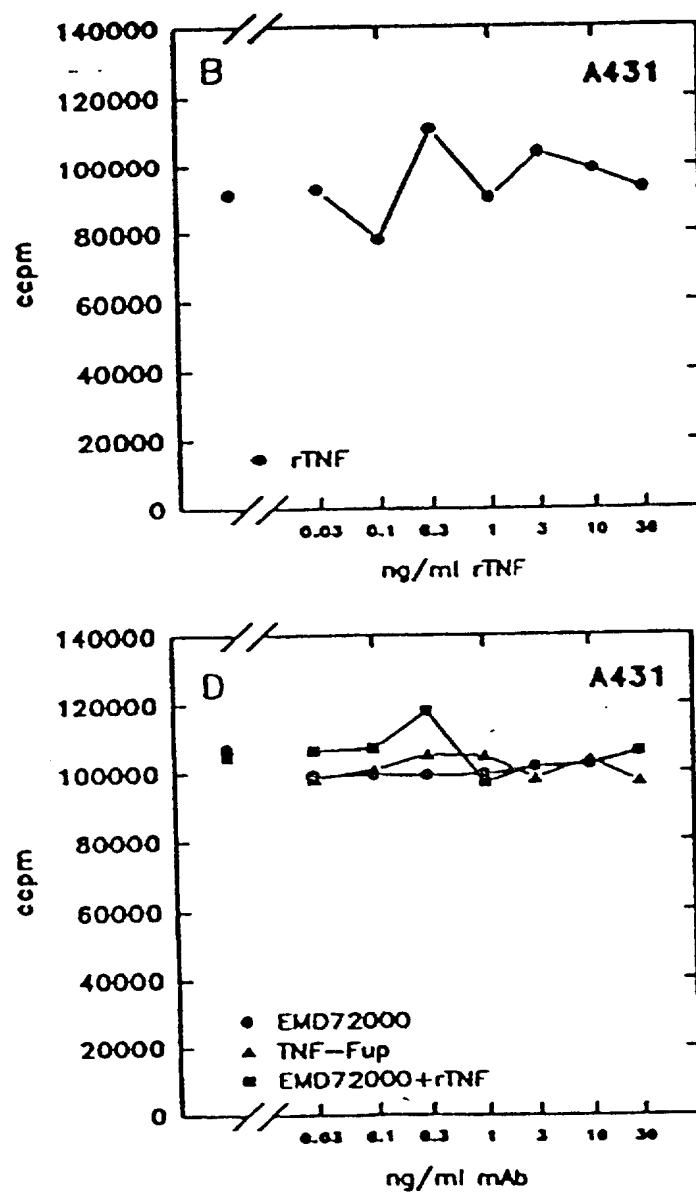 140000
B
A431
120000
100000
80000
60000
40000
20000
0
ccpm
rTNF
0.03 0.1 0.3 1 3 10 30
ng/ml rTNF
140000
D
A431
120000
100000
80000
60000
40000
20000
0
ccpm
EMD72000
TNF-Fup
EMD72000+rTNF
0.03 0.1 0.3 1 3 10 30
ng/ml mAb